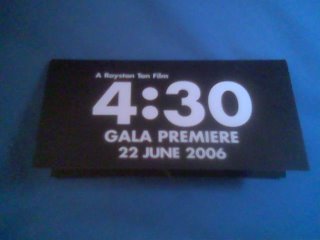 A Royston Tan Film
4:30
GALA PREMIERE
22 JUNE 2006